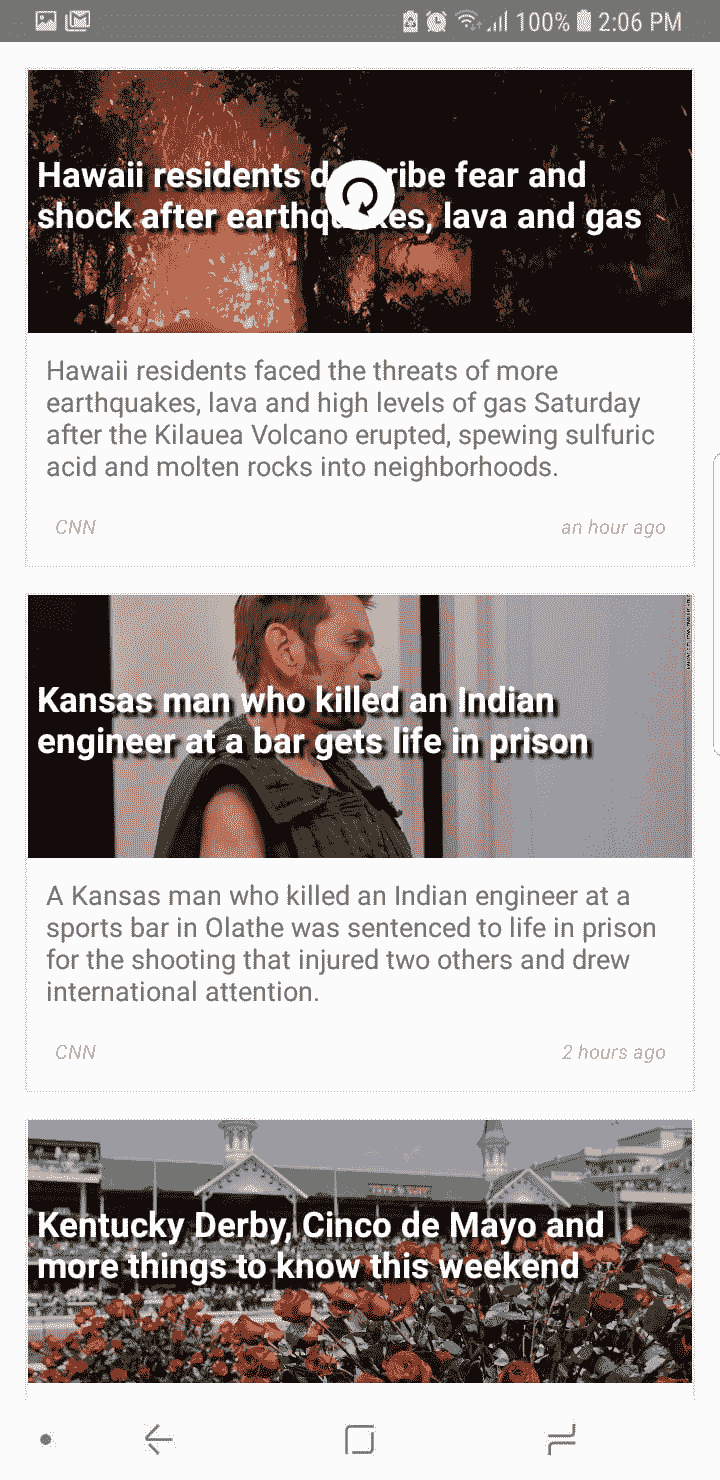 100% 2:06 PM
Hawaii residents d ribe fear and
shock after earthqu kes, lava and gas
Hawaii residents faced the threats of more
earthquakes, lava and high levels of gas Saturday
after the Kilauea Volcano erupted, spewing sulfuric
acid and molten rocks into neighborhoods.
CNN an hour ago
Kansas man who killed an Indian
engineer at a bar gets life in prison
A Kansas man who killed an Indian engineer at a
sports bar in Olathe was sentenced to life in prison
for the shooting that injured two others and drew
international attention.
CNN 2 hours ago
Kentucky Derby, Cinco de Mayo and
more things to know this weekend